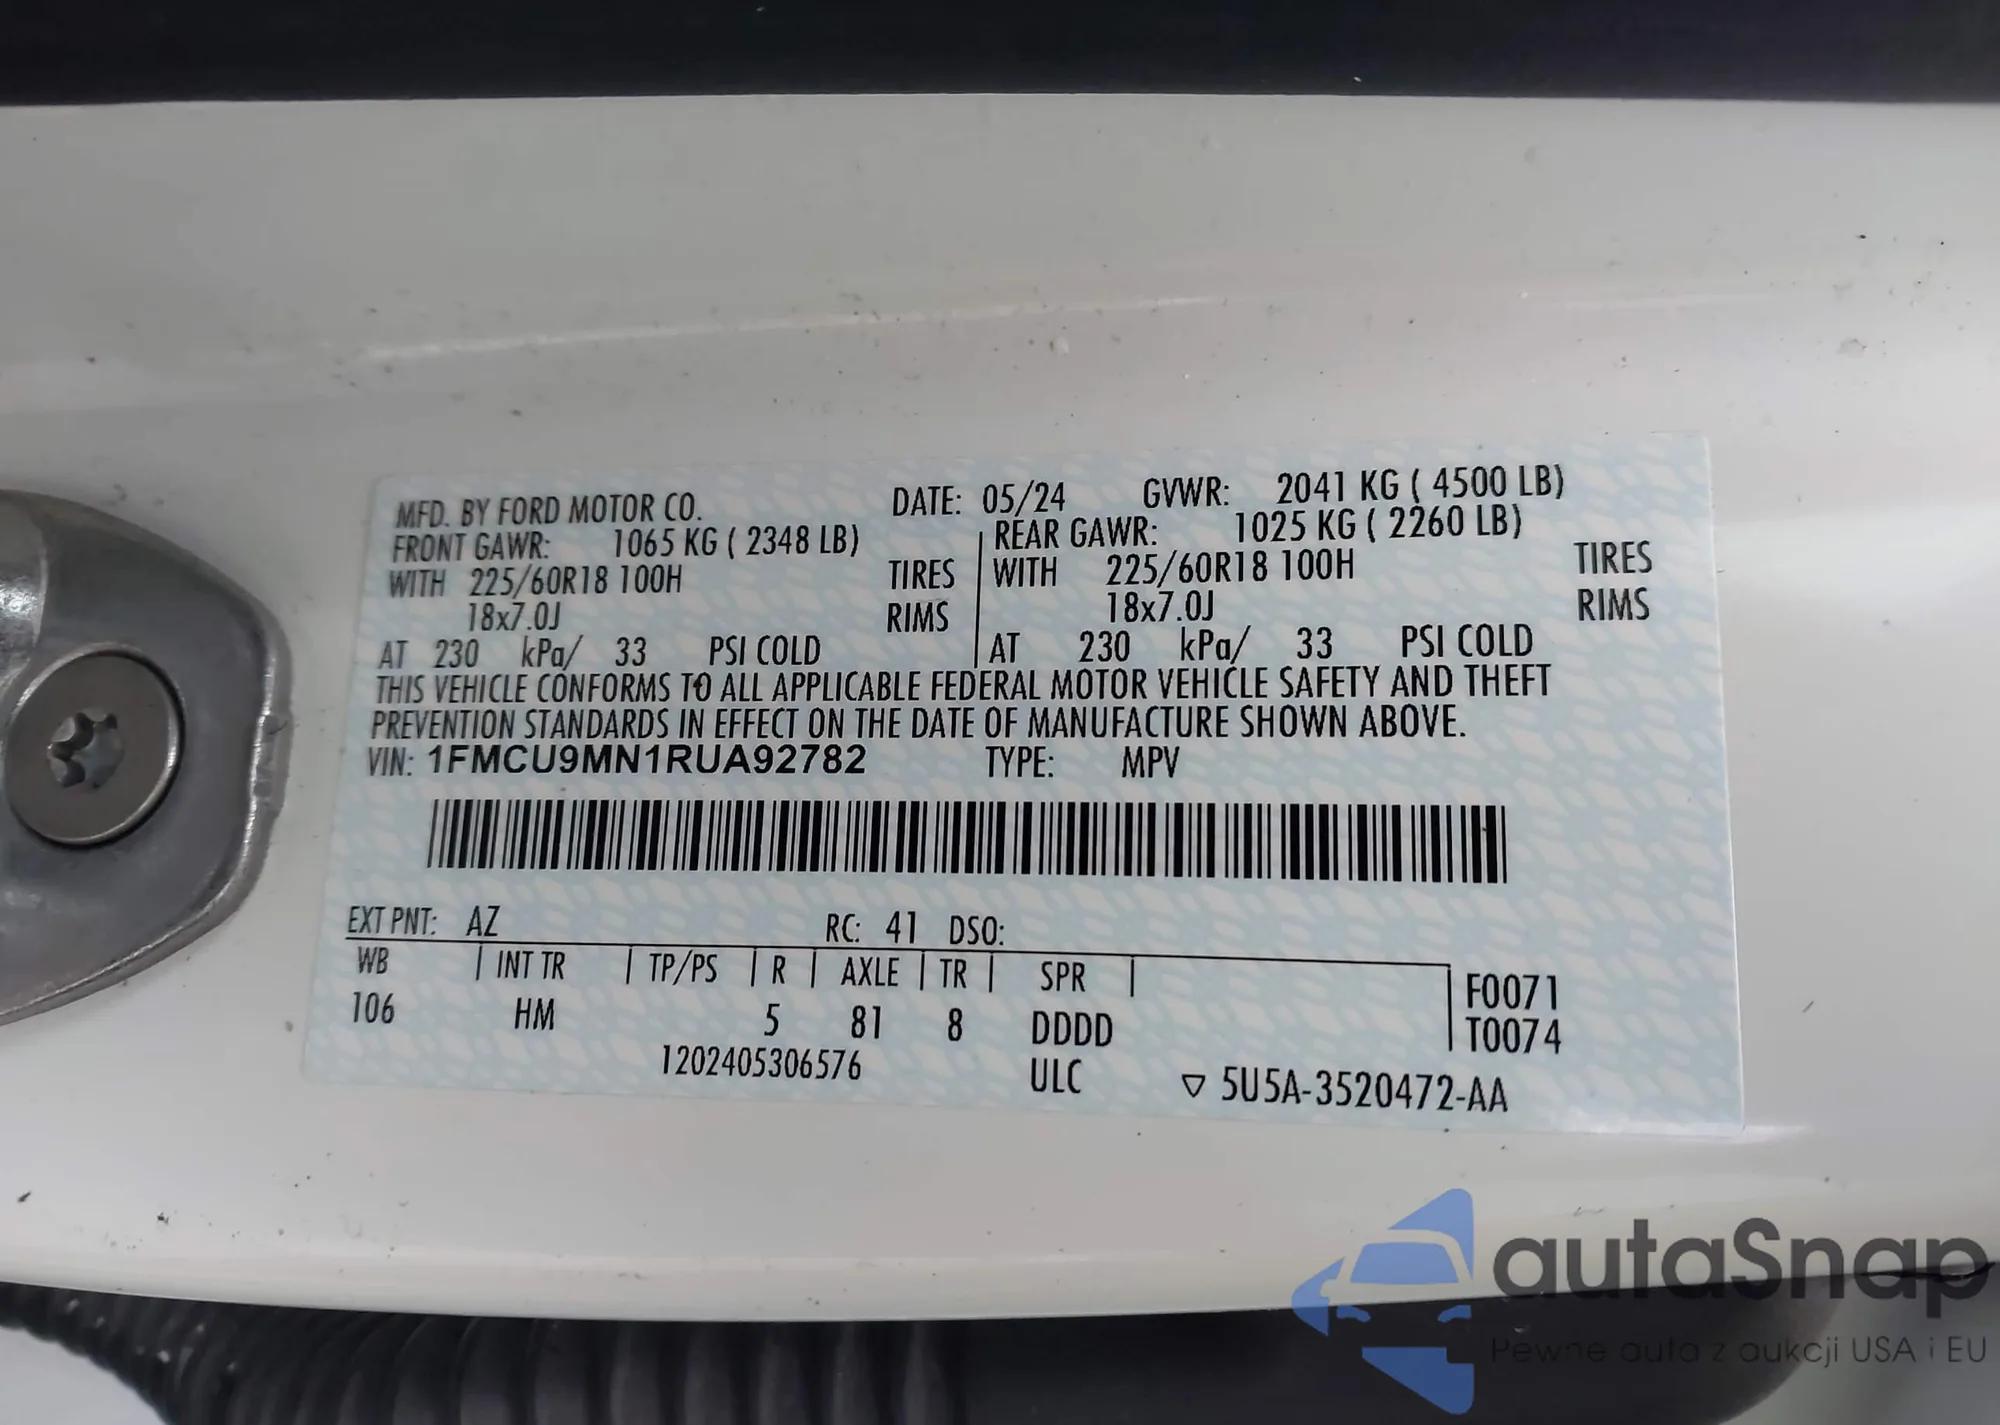 MFD. BY FORD MOTOR CO. DATE: 05/24 GVWR: 2041 KG ( 4500 LB)
FRONT GAWR: 1065 KG ( 2348 LB) REAR GAWR: 1025 KG ( 2260 LB)
WITH 225/60R18 100H TIRES WITH 225/60R18 100H TIRES
18x7.0J RIMS 18x7.0J RIMS
AT 230 kPa/ 33 PSI COLD AT 230 kPa/ 33 PSI COLD
THIS VEHICLE CONFORMS TO ALL APPLICABLE FEDERAL MOTOR VEHICLE SAFETY AND THEFT
PREVENTION STANDARDS IN EFFECT ON THE DATE OF MANUFACTURE SHOWN ABOVE.
VIN: 1FMCU9MN1RUA92782 TYPE: MPV
EXT PNT: AZ RC: 41 DSO:
WB INT TR TP/PS R AXLE TR SPR F0071
106 HM 5 81 8 DDDD T0074
1202405306576 ULC ▽ 5U5A-3520472-AA
autaSnap
Pewne auta z aukcji USA i EU